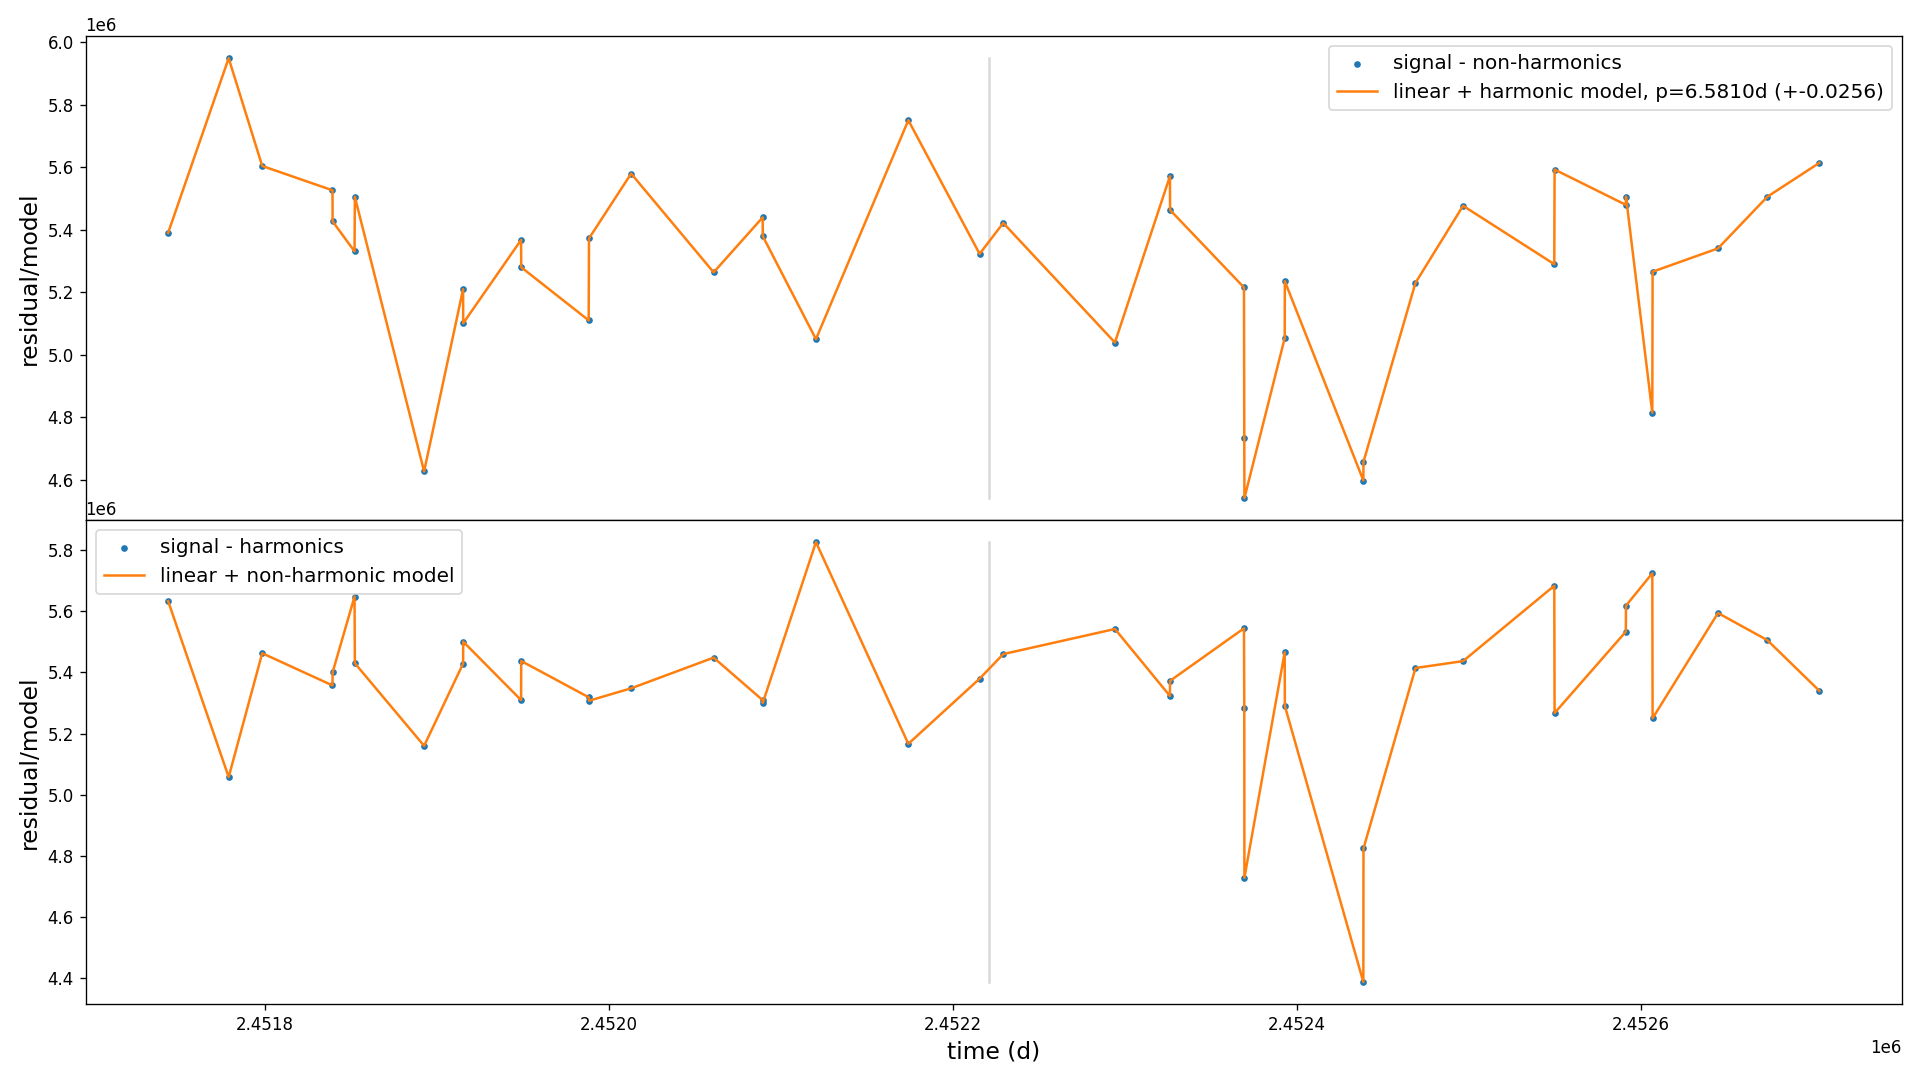 1e6
6.0
5.8
5.6
5.4
5.2
5.0
4.8
4.6
residual/model
signal - non-harmonics
linear + harmonic model, p=6.5810d (+-0.0256)
1e6
5.8
5.6
5.4
5.2
5.0
4.8
4.6
4.4
residual/model
signal - harmonics
linear + non-harmonic model
2.4518
2.4520
2.4522
2.4524
2.4526
1e6
time (d)